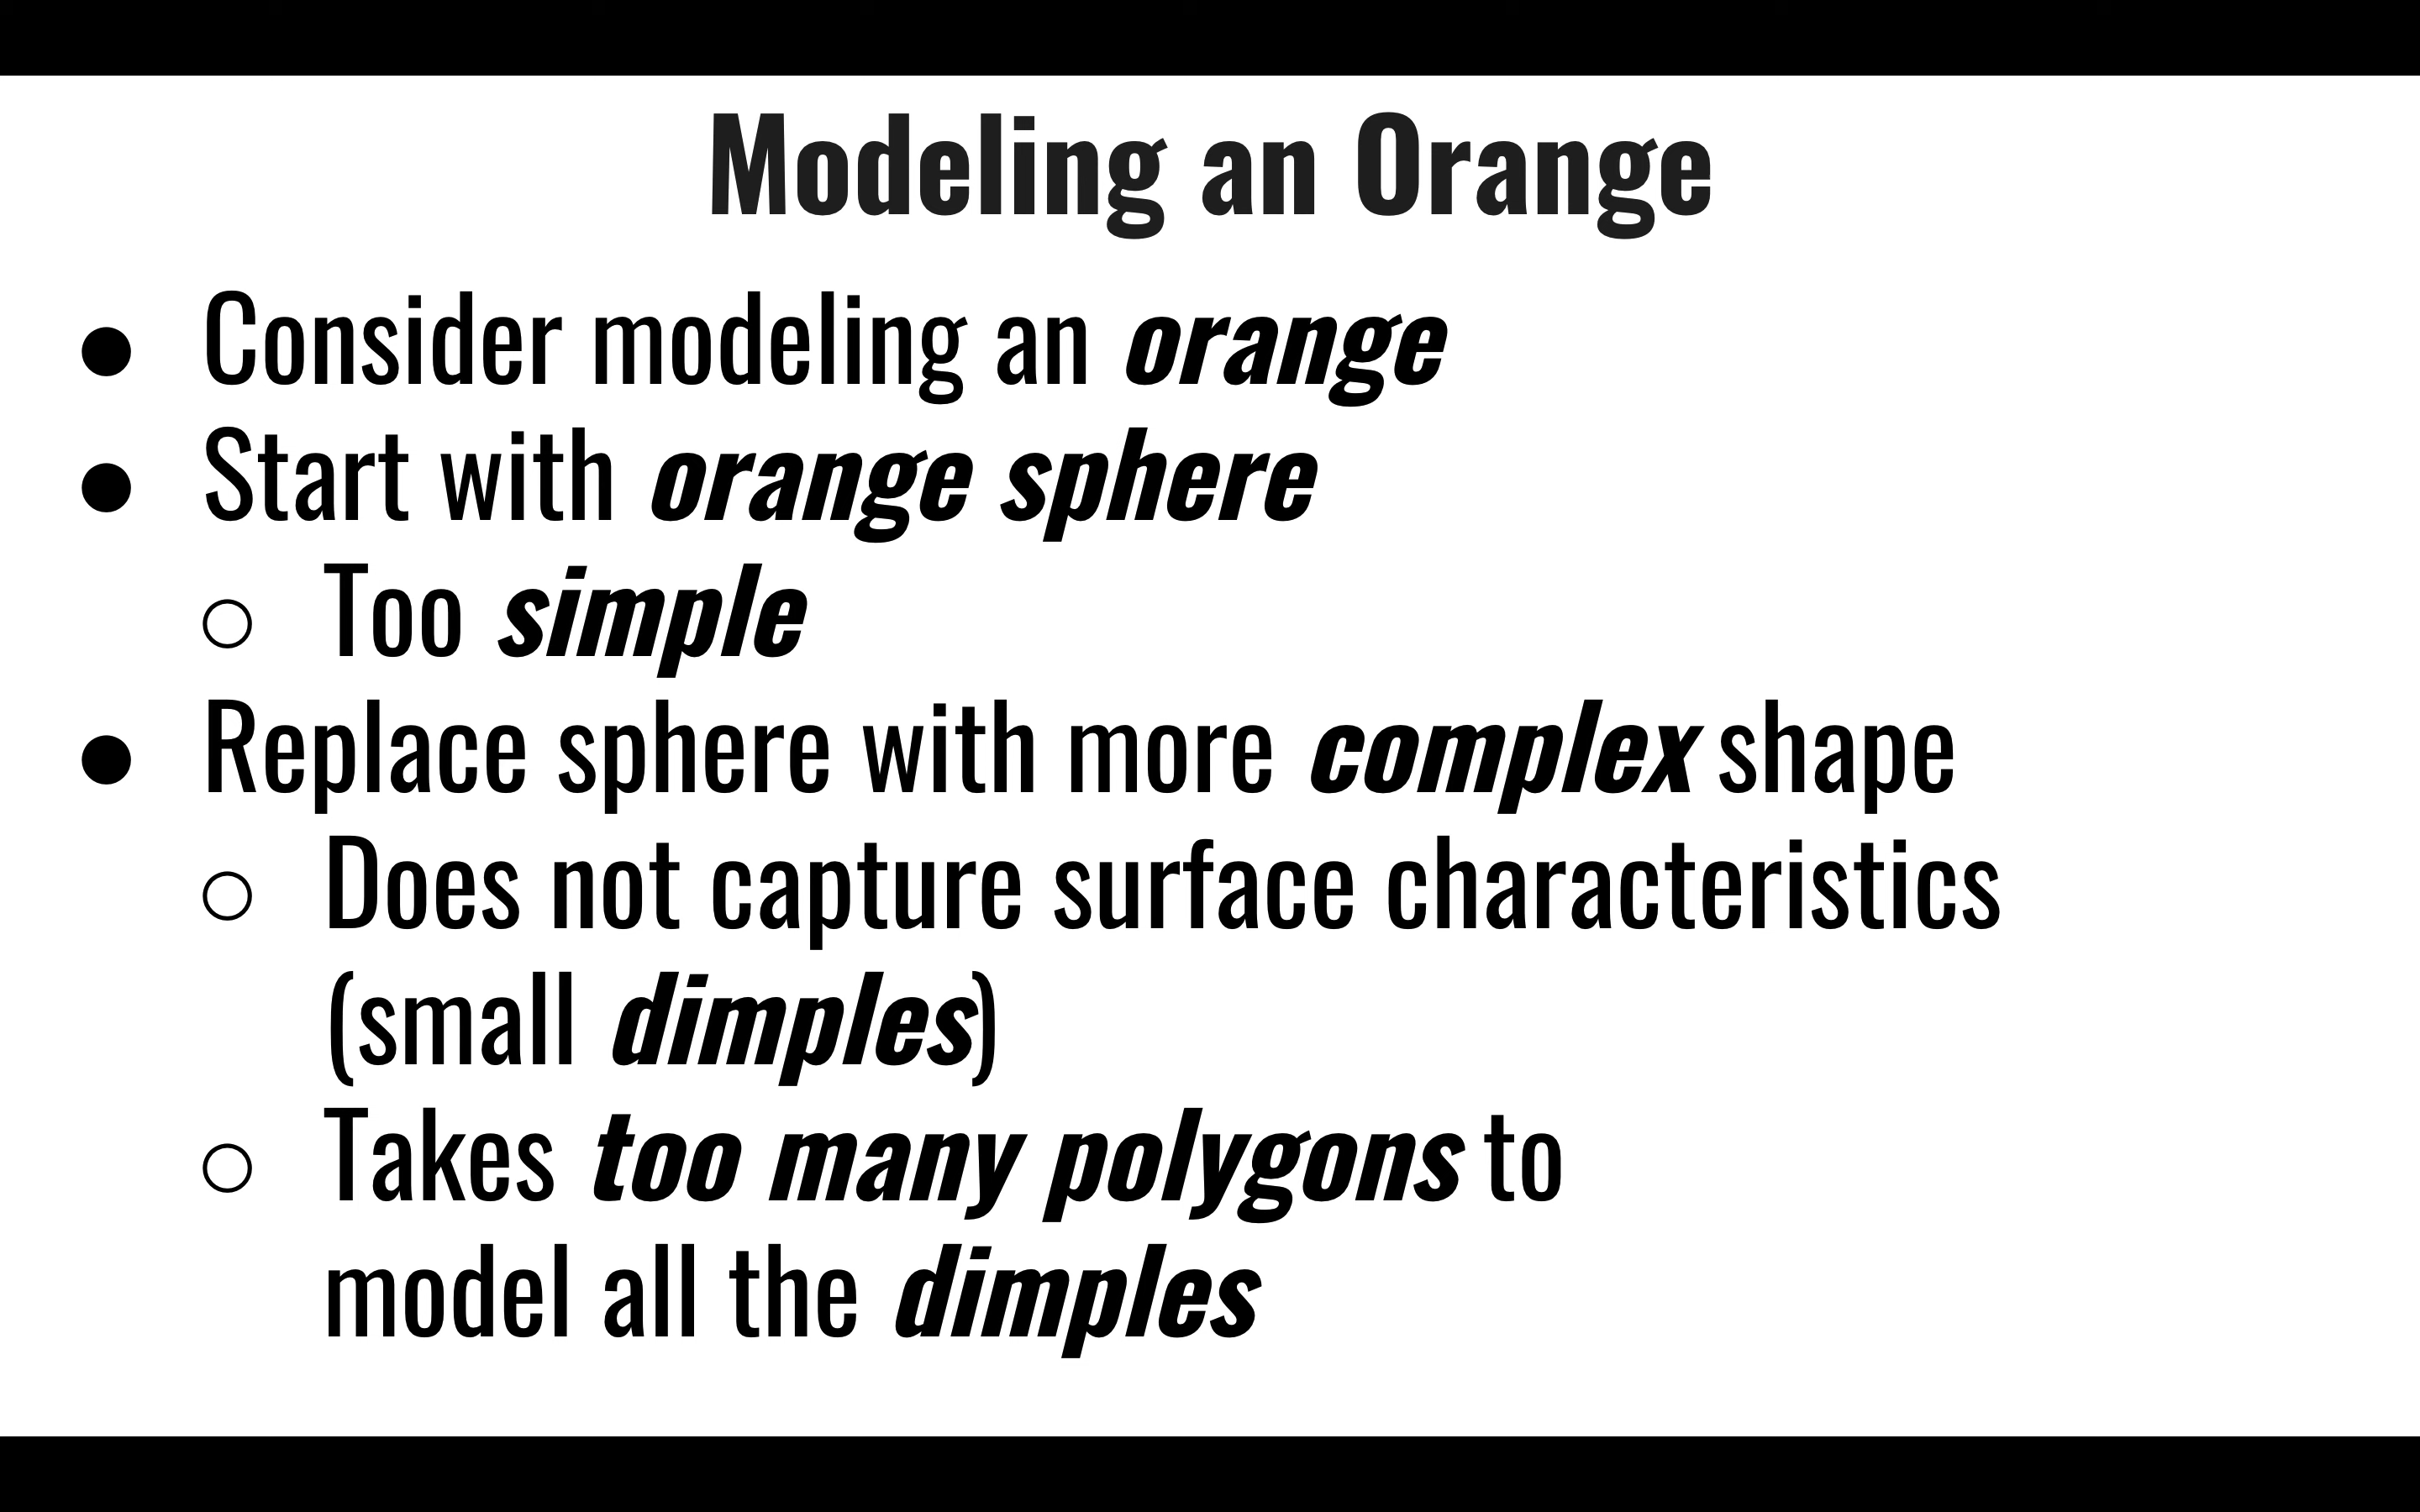 Modeling an Orange
● Consider modeling an orange
● Start with orange sphere
○ Too simple
● Replace sphere with more complex shape
○ Does not capture surface characteristics
(small dimples)
○ Takes too many polygons to
model all the dimples